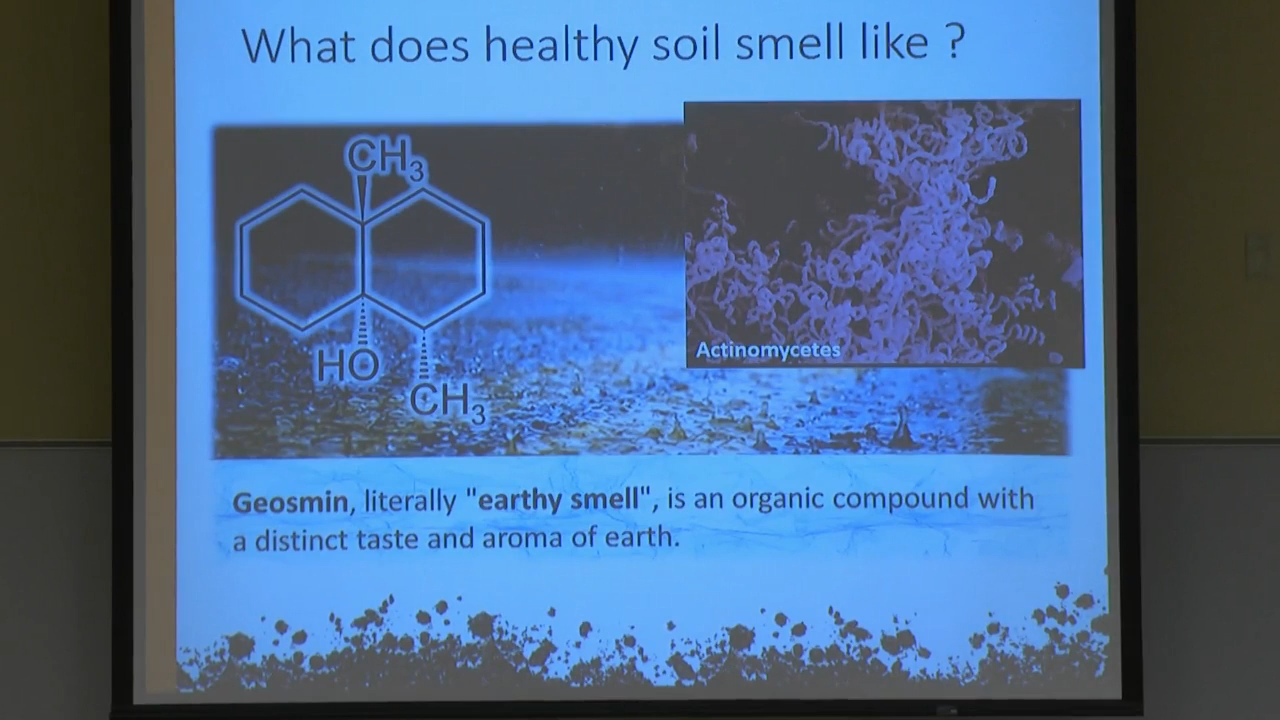 What does healthy soil smell like ?
CH3
HO
CH3
Actinomycetes
Geosmin, literally "earthy smell", is an organic compound with
a distinct taste and aroma of earth.